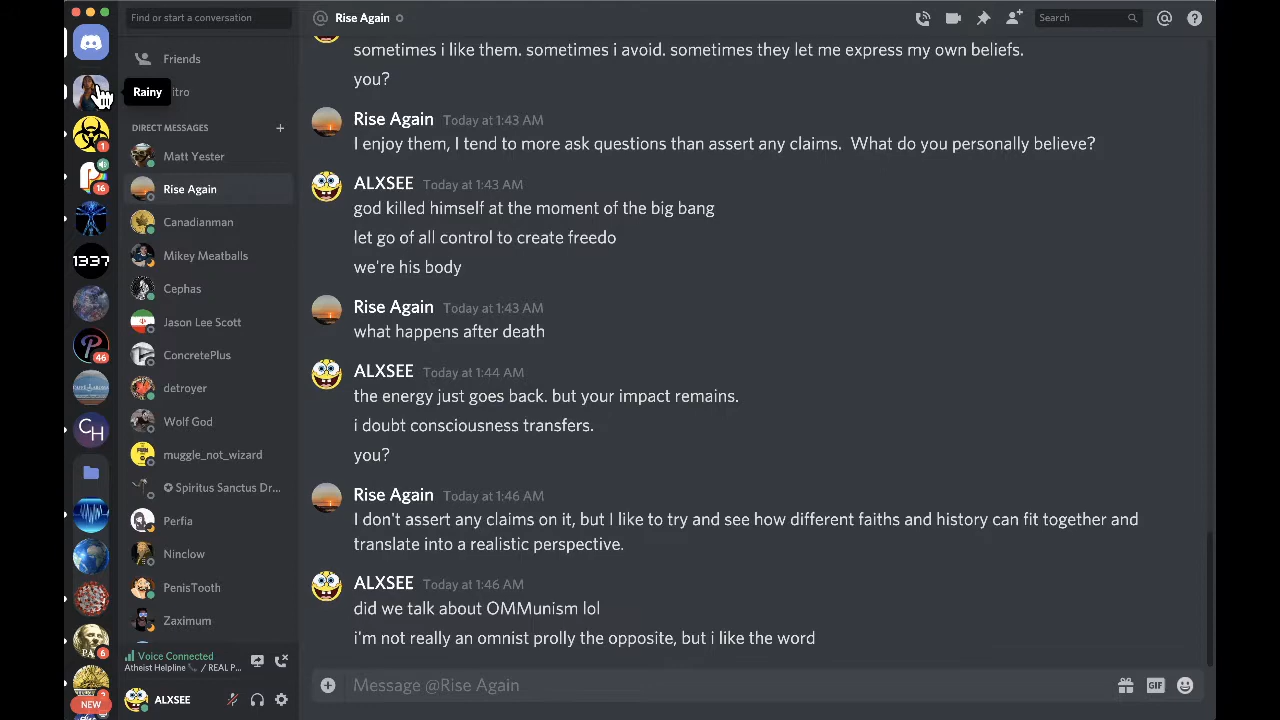 Find or start a conversation
@ Rise Again
Search
Friends
Rainy
itro
DIRECT MESSAGES
Matt Yester
Rise Again
Canadianman
Mikey Meatballs
Cephas
Jason Lee Scott
ConcretePlus
detroyer
Wolf God
muggle_not_wizard
✪ Spiritus Sanctus Dr...
Perfia
Ninclow
PenisTooth
Zaximum
1
16
1337
46
CH
6
PA
NEW
Voice Connected
Atheist Helpline 📞 / REAL P...
ALXSEE
sometimes i like them. sometimes i avoid. sometimes they let me express my own beliefs.
you?
Rise Again Today at 1:43 AM
I enjoy them, I tend to more ask questions than assert any claims. What do you personally believe?
ALXSEE Today at 1:43 AM
god killed himself at the moment of the big bang
let go of all control to create freedo
we're his body
Rise Again Today at 1:43 AM
what happens after death
ALXSEE Today at 1:44 AM
the energy just goes back. but your impact remains.
i doubt consciousness transfers.
you?
Rise Again Today at 1:46 AM
I don't assert any claims on it, but I like to try and see how different faiths and history can fit together and
translate into a realistic perspective.
ALXSEE Today at 1:46 AM
did we talk about OMMunism lol
i'm not really an omnist prolly the opposite, but i like the word
Message @Rise Again
GIF